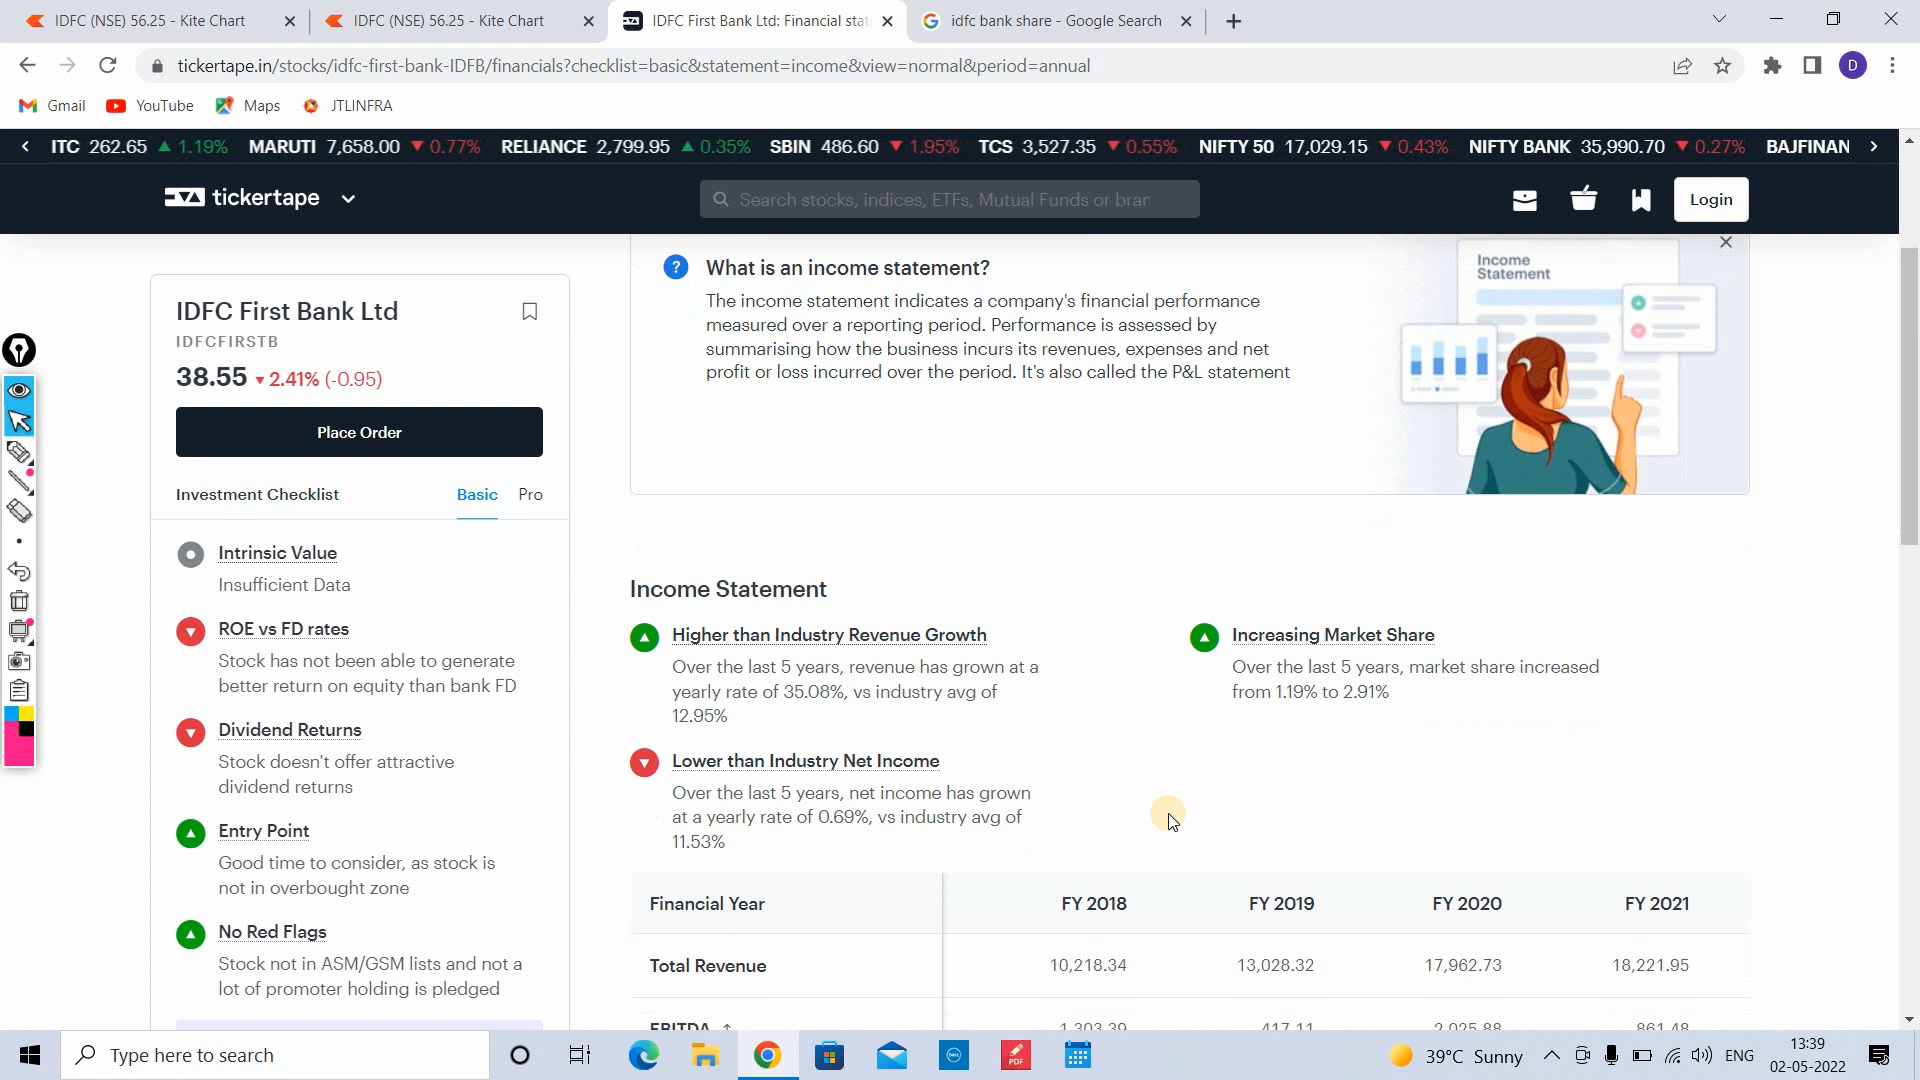 IDFC (NSE) 56.25 - Kite Chart
IDFC (NSE) 56.25 - Kite Chart
IDFC First Bank Ltd: Financial stat
idfc bank share - Google Search
tickertape.in/stocks/idfc-first-bank-IDFB/financials?checklist=basic&statement=income&view=normal&period=annual
D
Gmail
YouTube
Maps
JTLINFRA
ITC 262.65 1.19% MARUTI 7,658.00 0.77% RELIANCE 2,799.95 0.35% SBIN 486.60 1.95% TCS 3,527.35 0.55% NIFTY 50 17,029.15 0.43% NIFTY BANK 35,990.70 0.27% BAJFINAN
tickertape
Search stocks, indices, ETFs, Mutual Funds or bran
Login
IDFC First Bank Ltd
IDFCFIRSTB
38.55 2.41% (-0.95)
Place Order
Investment Checklist Basic Pro
Intrinsic Value
Insufficient Data
ROE vs FD rates
Stock has not been able to generate
better return on equity than bank FD
Dividend Returns
Stock doesn't offer attractive
dividend returns
Entry Point
Good time to consider, as stock is
not in overbought zone
No Red Flags
Stock not in ASM/GSM lists and not a
lot of promoter holding is pledged
? What is an income statement?
The income statement indicates a company's financial performance
measured over a reporting period. Performance is assessed by
summarising how the business incurs its revenues, expenses and net
profit or loss incurred over the period. It's also called the P&L statement
Income
Statement
Income Statement
Higher than Industry Revenue Growth
Over the last 5 years, revenue has grown at a
yearly rate of 35.08%, vs industry avg of
12.95%
Increasing Market Share
Over the last 5 years, market share increased
from 1.19% to 2.91%
Lower than Industry Net Income
Over the last 5 years, net income has grown
at a yearly rate of 0.69%, vs industry avg of
11.53%
Financial Year FY 2018 FY 2019 FY 2020 FY 2021
Total Revenue 10,218.34 13,028.32 17,962.73 18,221.95
EBITDA 1,303.39 417.11 2,025.88 861.48
Type here to search
PDF
39°C Sunny
ENG
13:39
02-05-2022